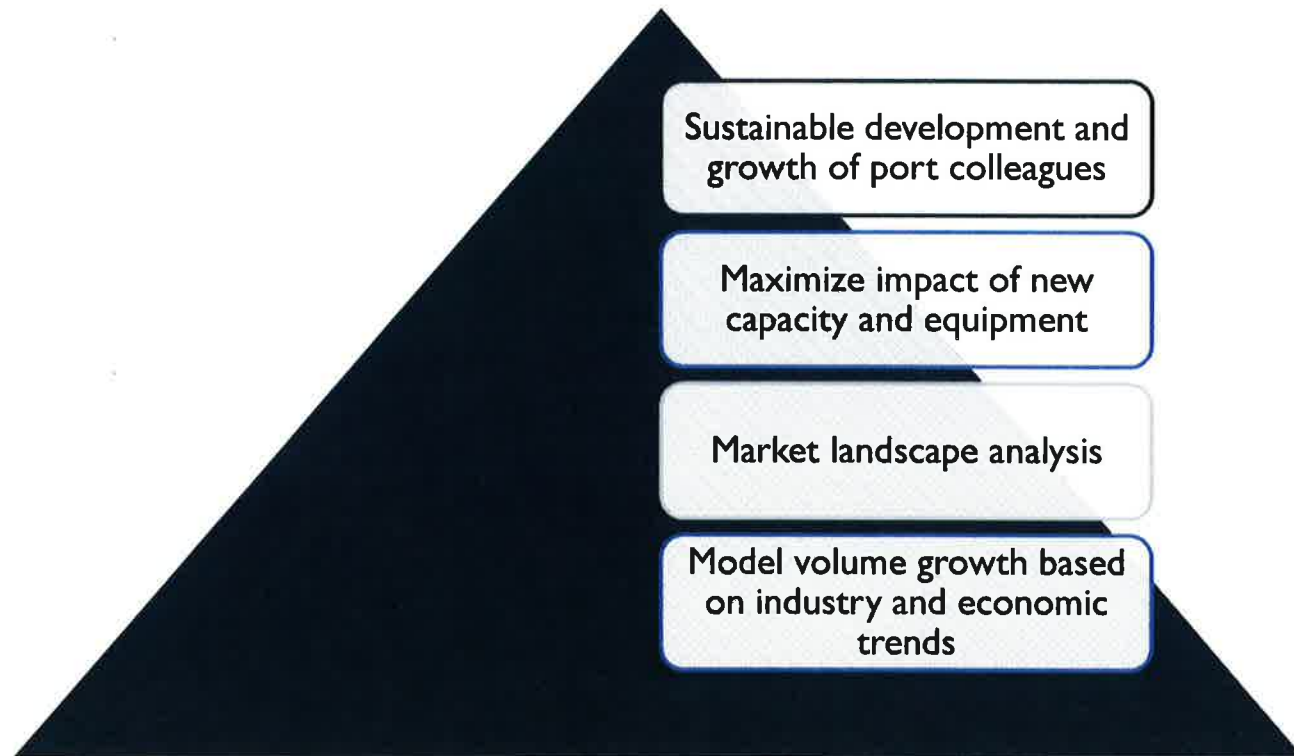 Sustainable development and
growth of port colleagues
Maximize impact of new
capacity and equipment
Market landscape analysis
Model volume growth based
on industry and economic
trends